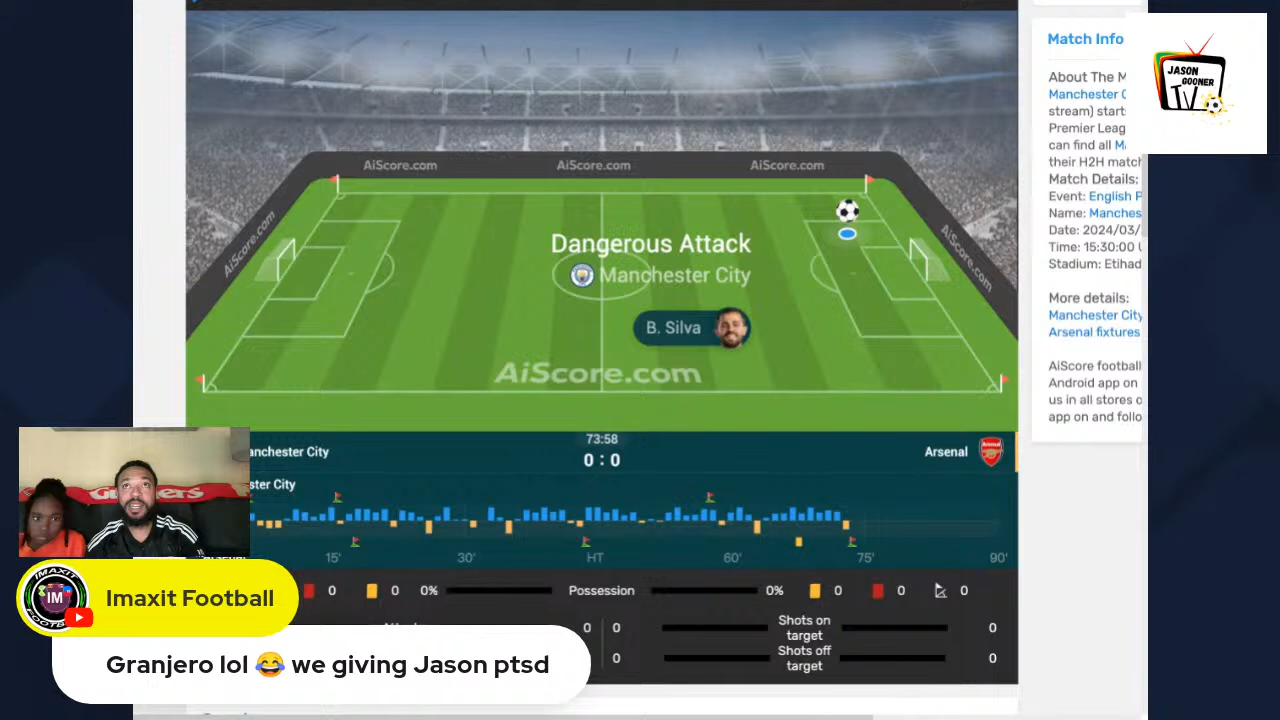 Match Info
JASON
GOONER
TV
About The M
Manchester C
stream) start
Premier Leag
can find all Ma
their H2H match
Match Details:
Event: English P
Name: Manches
Date: 2024/03/
Time: 15:30:00 U
Stadium: Etihad
More details:
Manchester City
Arsenal fixtures
AiScore football
Android app on
us in all stores o
app on and follo
AiScore.com AiScore.com AiScore.com
AiScore.com
AiScore.com
Dangerous Attack
Manchester City
B. Silva
AiScore.com
73:58
anchester City 0 : 0 Arsenal
ster City
15' 30' HT 60' 75' 90'
0 0 0% Possession 0% 0 0 0
0 0 Shots on target 0
0 Shots off target 0
IMAXIT
IM
Imaxit Football
Granjero lol 😂 we giving Jason ptsd